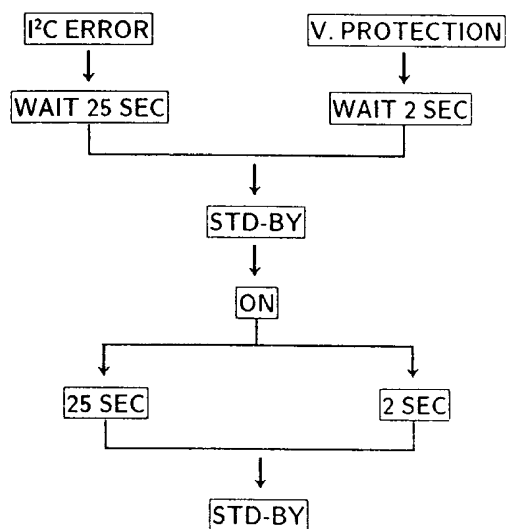 I²C ERROR
V. PROTECTION
WAIT 25 SEC
WAIT 2 SEC
STD-BY
ON
25 SEC
2 SEC
STD-BY